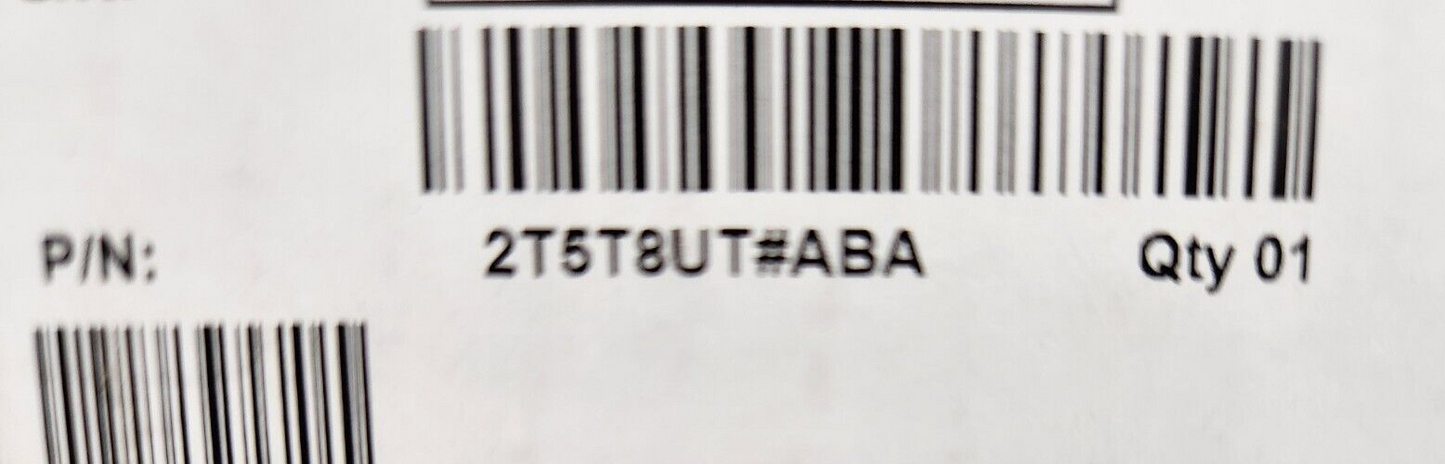 P/N: 2T5T8UT#ABA Qty 01